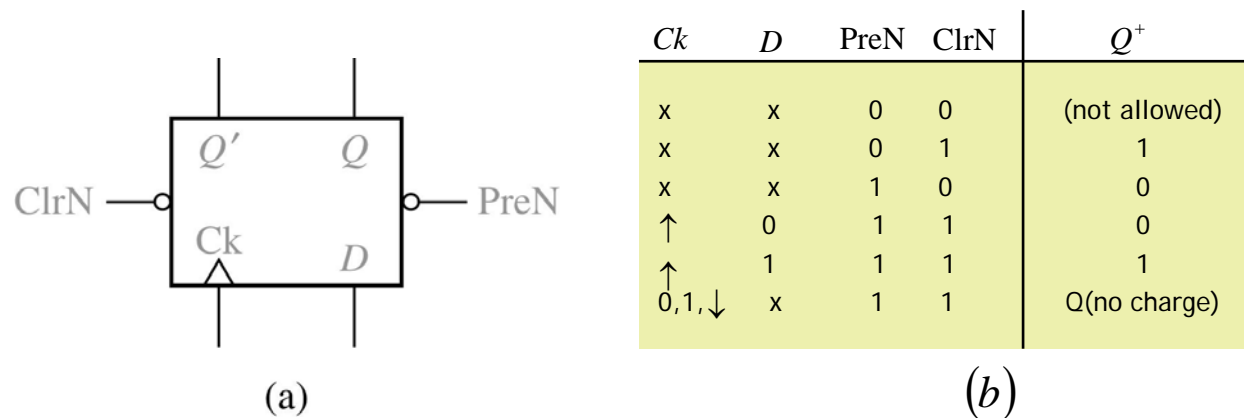 Q′ Q
ClrN PreN
Ck D
(a)
Ck D PreN ClrN Q⁺
x x 0 0 (not allowed)
x x 0 1 1
x x 1 0 0
↑ 0 1 1 0
↑ 1 1 1 1
0,1,↓ x 1 1 Q(no charge)
(b)